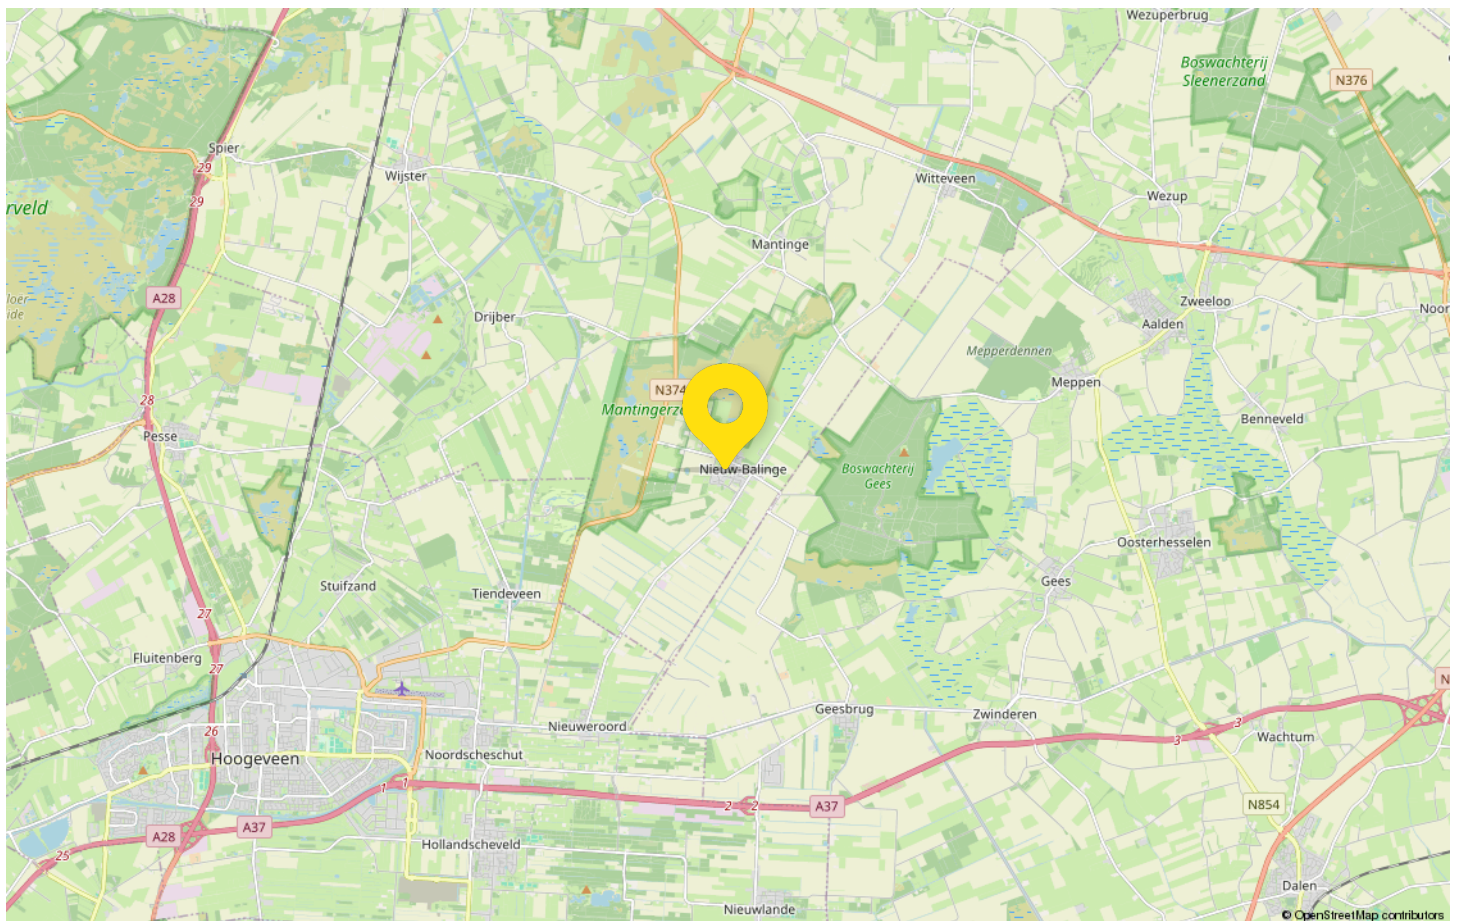 Wezuperbrug
Boswachterij
Sleenerzand
N376
Spier
29
29
Wijster
Witteveen
Wezup
rveld
Mantinge
A28
loer
ide
Zweeloo
Noor
Drijber
Aalden
Mepperdennen
Meppen
N374
28
Mantingerz
Benneveld
Pesse
Nieuw-Balinge
Boswachterij
Gees
Oosterhesselen
Stuifzand
Tiendeveen
Gees
27
Fluitenberg
27
N
Geesbrug
Zwinderen
Nieuweroord
26
3
3
Wachtum
Hoogeveen
Noordscheschut
1
1
2
2
A37
N854
A28
A37
Hollandscheveld
25
Dalen
Nieuwlande
© OpenStreetMap contributors